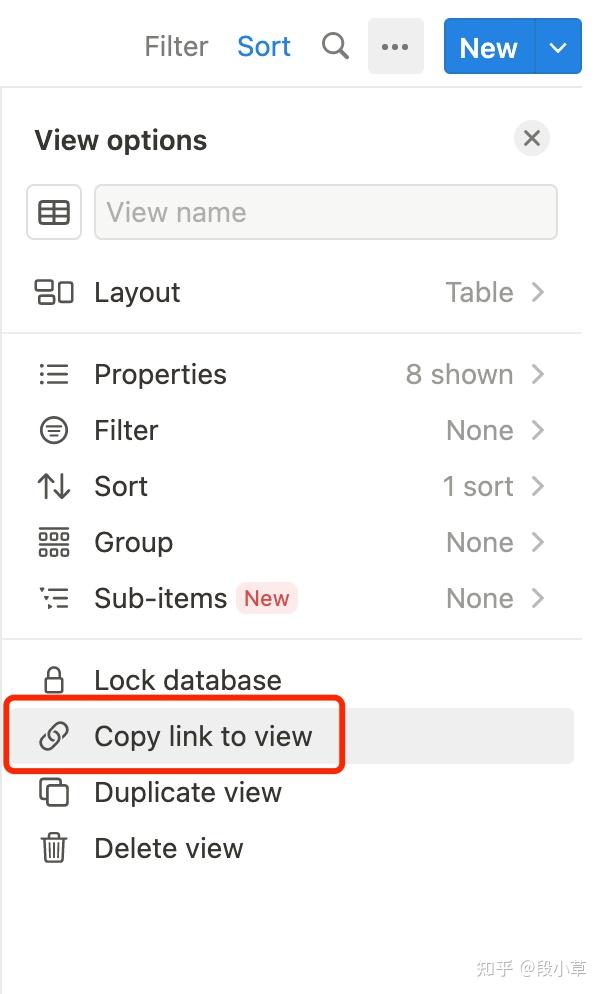 Filter Sort New
View options
View name
Layout Table
Properties 8 shown
Filter None
Sort 1 sort
Group None
Sub-items New None
Lock database
Copy link to view
Duplicate view
Delete view
知乎 @段小草